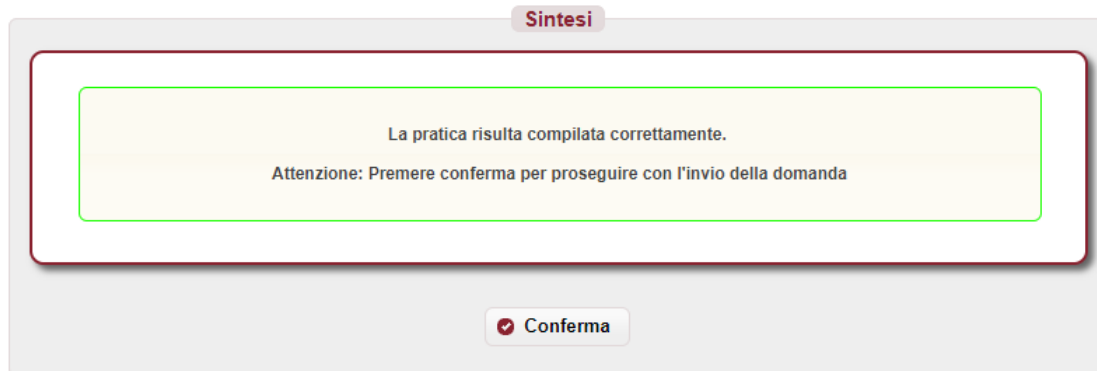 Sintesi
La pratica risulta compilata correttamente.
Attenzione: Premere conferma per proseguire con l'invio della domanda
Conferma